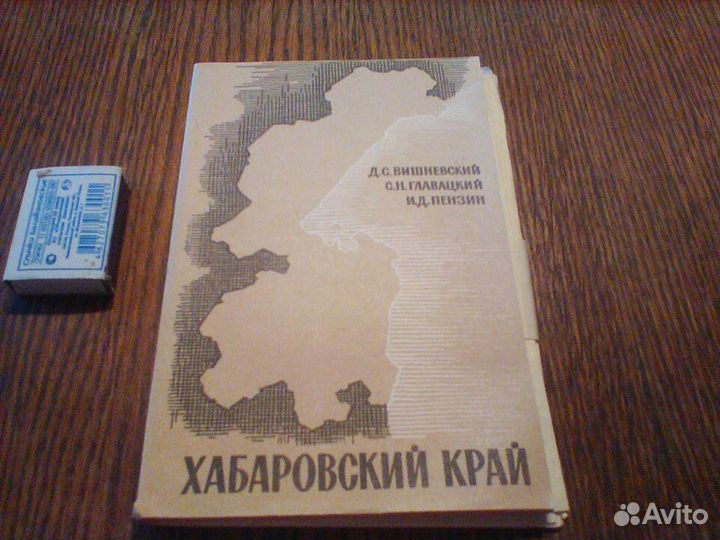 Д.С. ВИШНЕВСКИЙ
С.Н. ГЛАВАЦКИЙ
И.Д. ПЕНЗИН
ХАБАРОВСКИЙ КРАЙ
Avito